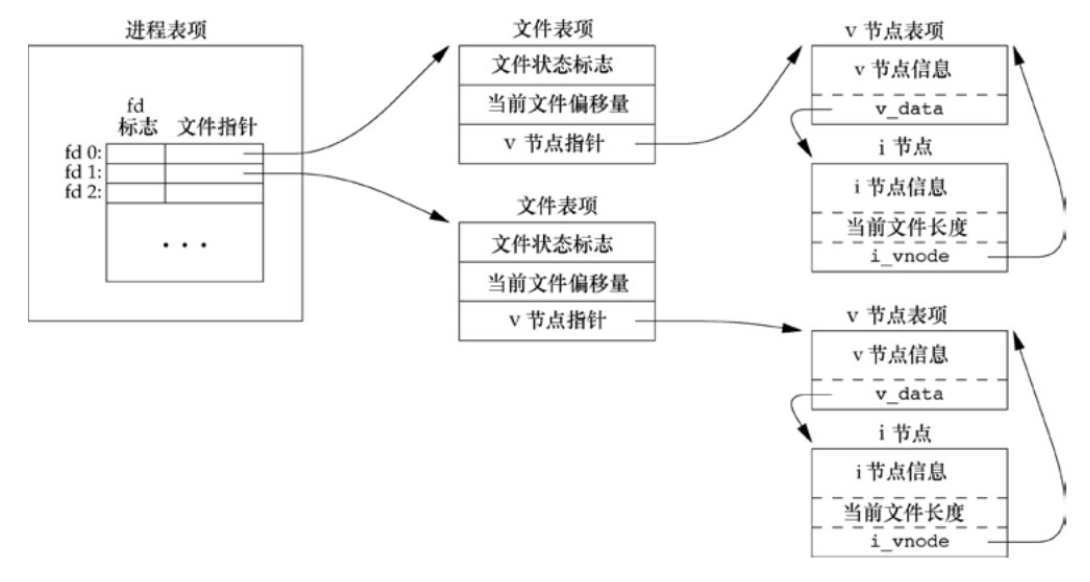 进程表项
fd
标志 文件指针
fd 0:
fd 1:
fd 2:
···
文件表项
文件状态标志
当前文件偏移量
v 节点指针
文件表项
文件状态标志
当前文件偏移量
v 节点指针
v 节点表项
v 节点信息
v_data
i 节点
i 节点信息
当前文件长度
i_vnode
v 节点表项
v 节点信息
v_data
i 节点
i 节点信息
当前文件长度
i_vnode